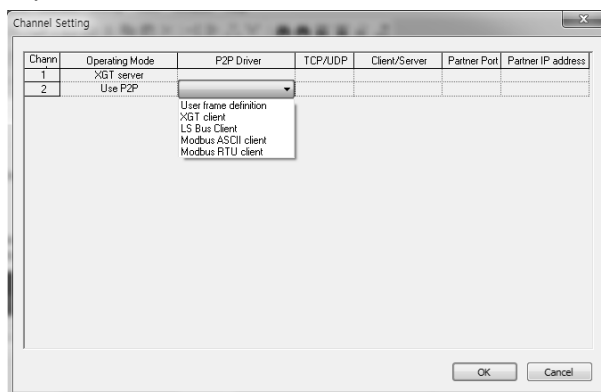 Channel Setting
Chann Operating Mode P2P Driver TCP/UDP Client/Server Partner Port Partner IP address
1 XGT server
2 Use P2P
User frame definition
XGT client
LS Bus Client
Modbus ASCII client
Modbus RTU client
OK Cancel